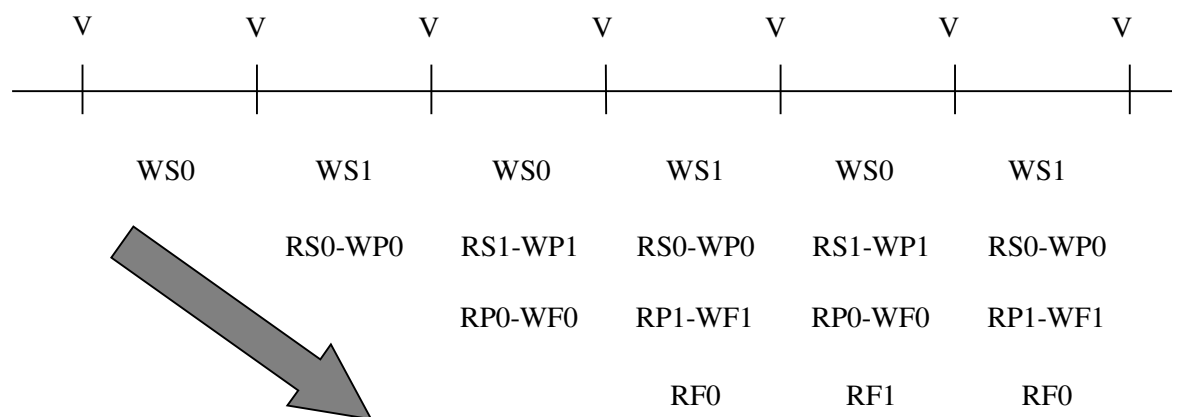 V V V V V V V
WS0 WS1 WS0 WS1 WS0 WS1
RS0-WP0 RS1-WP1 RS0-WP0 RS1-WP1 RS0-WP0
RP0-WF0 RP1-WF1 RP0-WF0 RP1-WF1
RF0 RF1 RF0